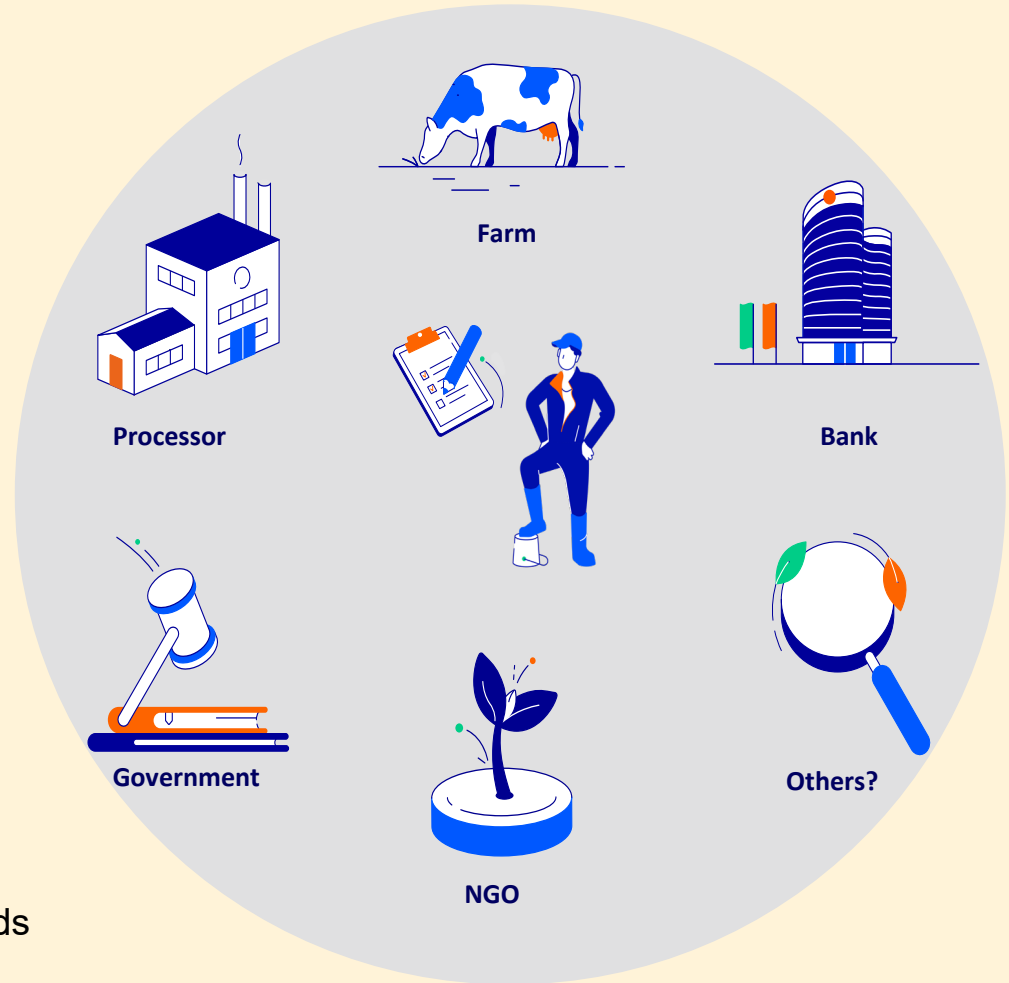 Farm
Processor
Bank
Government
Others?
NGO
ds